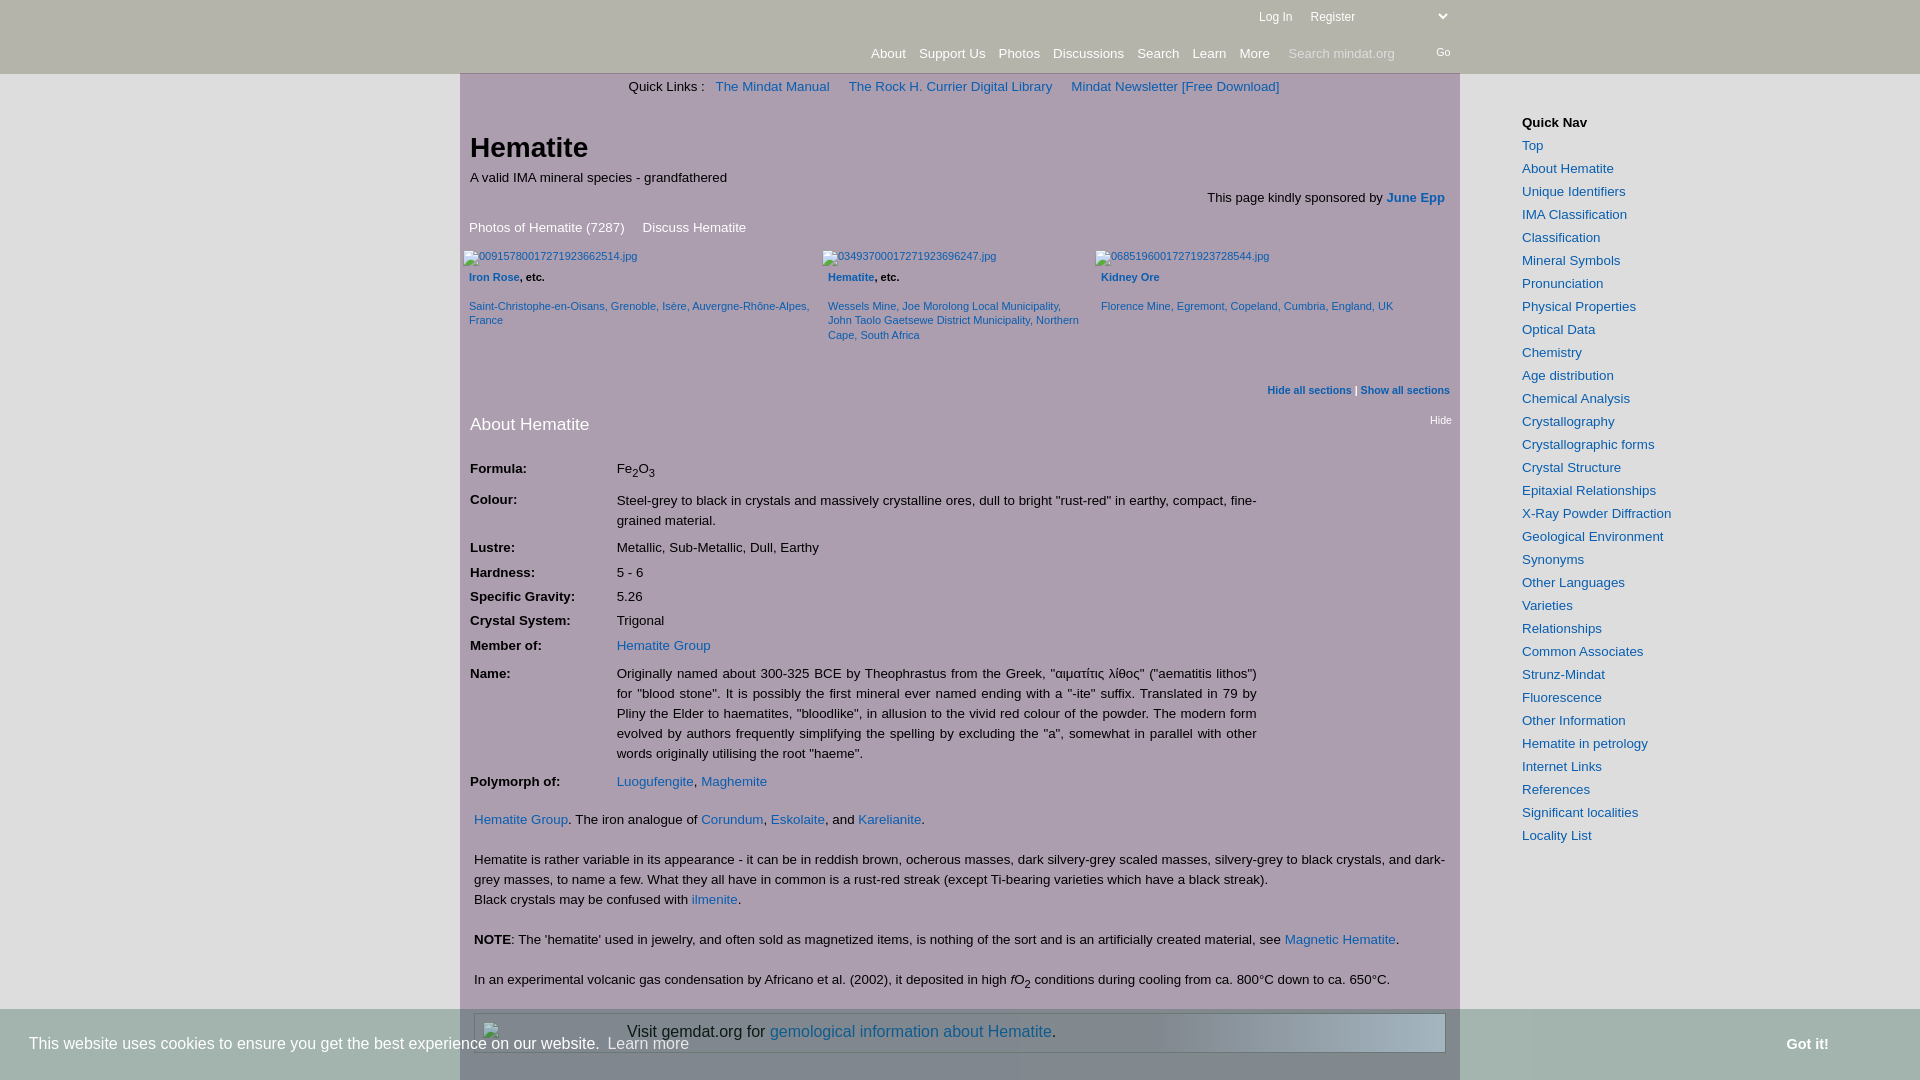 Log In Register
About Support Us Photos Discussions Search Learn More Search mindat.org Go
Quick Links : The Mindat Manual The Rock H. Currier Digital Library Mindat Newsletter [Free Download]
Hematite
A valid IMA mineral species - grandfathered
This page kindly sponsored by June Epp
Photos of Hematite (7287) Discuss Hematite
00915780017271923662514.jpg
Iron Rose, etc.
Saint-Christophe-en-Oisans, Grenoble, Isère, Auvergne-Rhône-Alpes,
France
03493700017271923696247.jpg
Hematite, etc.
Wessels Mine, Joe Morolong Local Municipality,
John Taolo Gaetsewe District Municipality, Northern
Cape, South Africa
06851960017271923728544.jpg
Kidney Ore
Florence Mine, Egremont, Copeland, Cumbria, England, UK
Hide all sections | Show all sections
About Hematite Hide
Formula: Fe2O3
Colour: Steel-grey to black in crystals and massively crystalline ores, dull to bright "rust-red" in earthy, compact, fine-
grained material.
Lustre: Metallic, Sub-Metallic, Dull, Earthy
Hardness: 5 - 6
Specific Gravity: 5.26
Crystal System: Trigonal
Member of: Hematite Group
Name: Originally named about 300-325 BCE by Theophrastus from the Greek, "αιματίτις λίθος" ("aematitis lithos")
for "blood stone". It is possibly the first mineral ever named ending with a "-ite" suffix. Translated in 79 by
Pliny the Elder to haematites, "bloodlike", in allusion to the vivid red colour of the powder. The modern form
evolved by authors frequently simplifying the spelling by excluding the "a", somewhat in parallel with other
words originally utilising the root "haeme".
Polymorph of: Luogufengite, Maghemite
Hematite Group. The iron analogue of Corundum, Eskolaite, and Karelianite.
Hematite is rather variable in its appearance - it can be in reddish brown, ocherous masses, dark silvery-grey scaled masses, silvery-grey to black crystals, and dark-
grey masses, to name a few. What they all have in common is a rust-red streak (except Ti-bearing varieties which have a black streak).
Black crystals may be confused with ilmenite.
NOTE: The 'hematite' used in jewelry, and often sold as magnetized items, is nothing of the sort and is an artificially created material, see Magnetic Hematite.
In an experimental volcanic gas condensation by Africano et al. (2002), it deposited in high fO2 conditions during cooling from ca. 800°C down to ca. 650°C.
Visit gemdat.org for gemological information about Hematite.
This website uses cookies to ensure you get the best experience on our website. Learn more
Got it!
Quick Nav
Top
About Hematite
Unique Identifiers
IMA Classification
Classification
Mineral Symbols
Pronunciation
Physical Properties
Optical Data
Chemistry
Age distribution
Chemical Analysis
Crystallography
Crystallographic forms
Crystal Structure
Epitaxial Relationships
X-Ray Powder Diffraction
Geological Environment
Synonyms
Other Languages
Varieties
Relationships
Common Associates
Strunz-Mindat
Fluorescence
Other Information
Hematite in petrology
Internet Links
References
Significant localities
Locality List